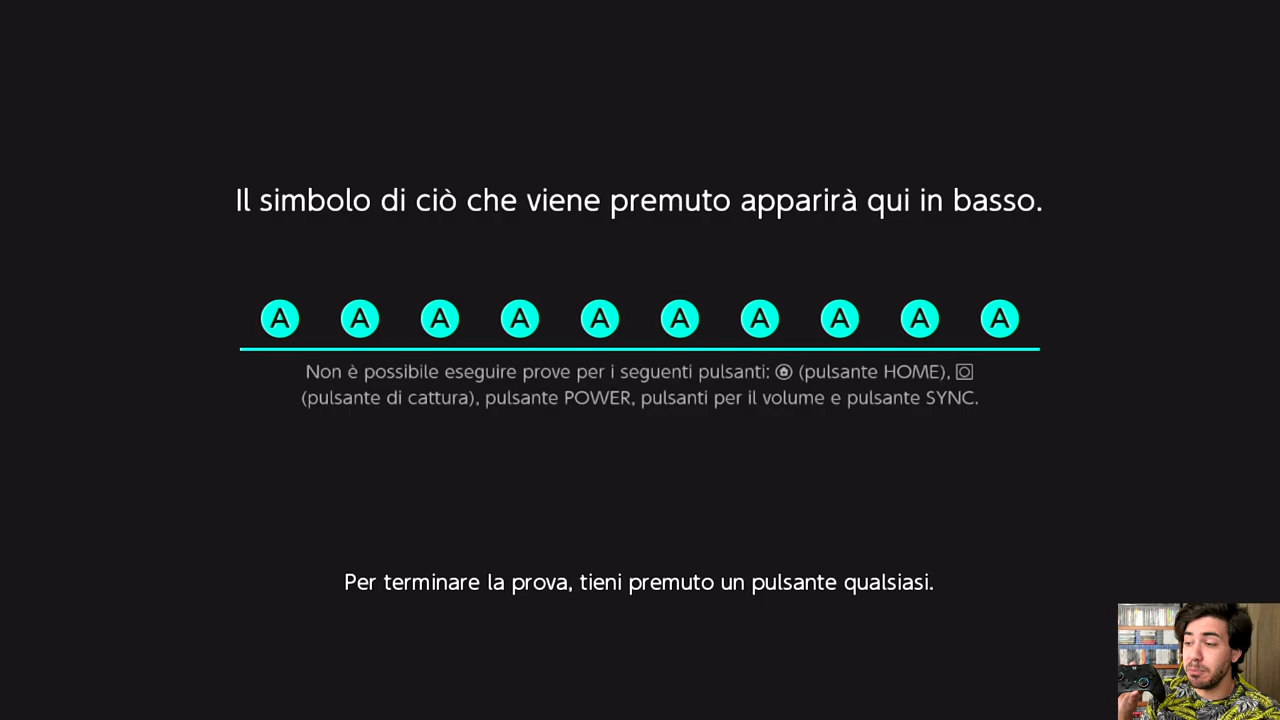 Il simbolo di ciò che viene premuto apparirà qui in basso.
A A A A A A A A A A
Non è possibile eseguire prove per i seguenti pulsanti: (pulsante HOME),
(pulsante di cattura), pulsante POWER, pulsanti per il volume e pulsante SYNC.
Per terminare la prova, tieni premuto un pulsante qualsiasi.